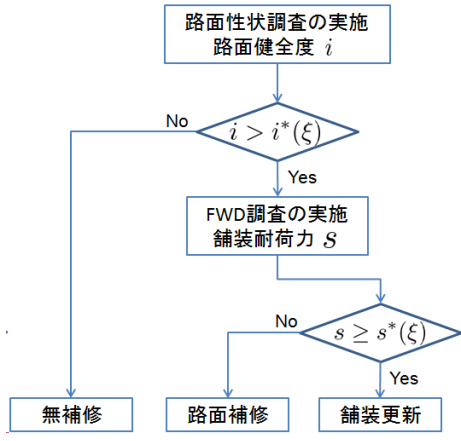 路面性状調査の実施
路面健全度 i
No
i > i*(ξ)
Yes
FWD調査の実施
舗装耐荷力 s
No
s ≥ s*(ξ)
Yes
無補修
路面補修
舗装更新